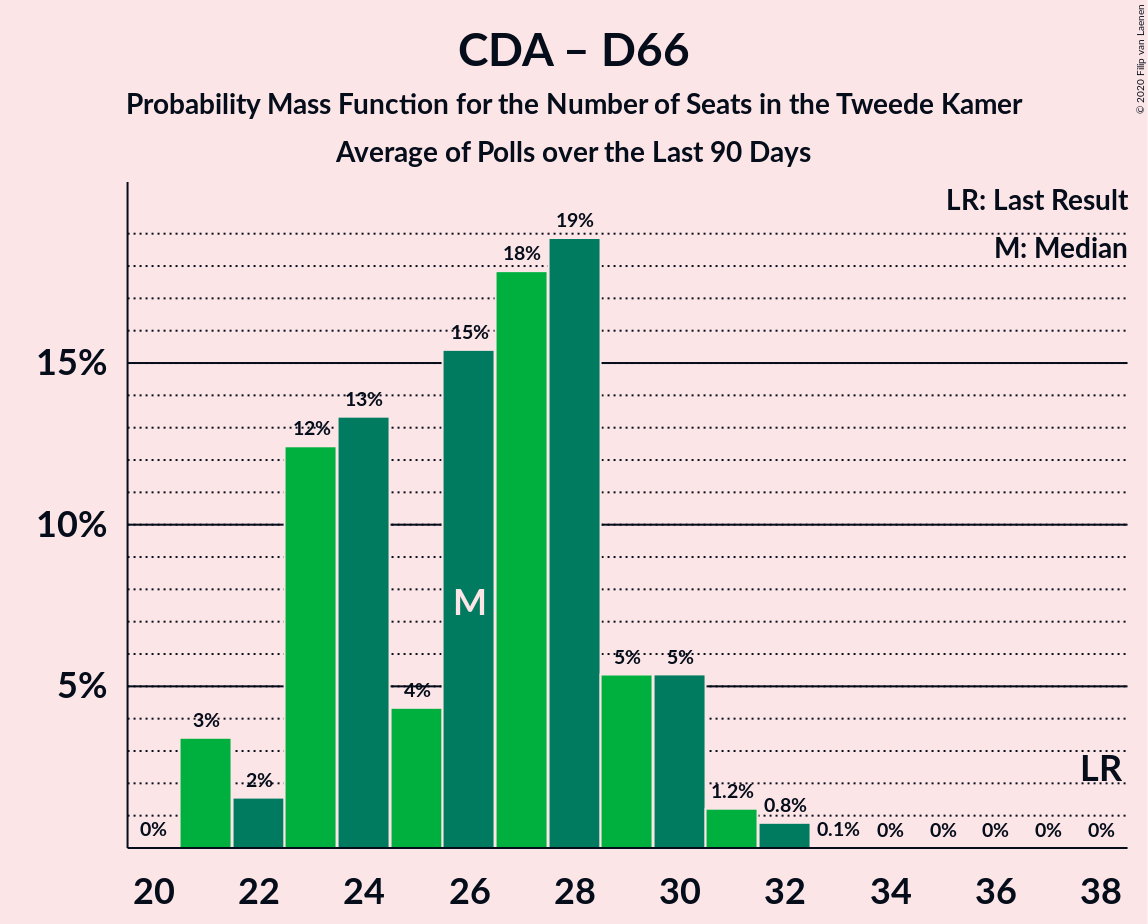 CDA – D66
Probability Mass Function for the Number of Seats in the Tweede Kamer
Average of Polls over the Last 90 Days
© 2020 Filip van Laenen
LR: Last Result
M: Median
15%
10%
5%
0%
3%
2%
12%
13%
4%
15%
18%
19%
5%
5%
1.2%
0.8%
0.1%
0%
0%
0%
0%
0%
M
LR
20 22 24 26 28 30 32 34 36 38